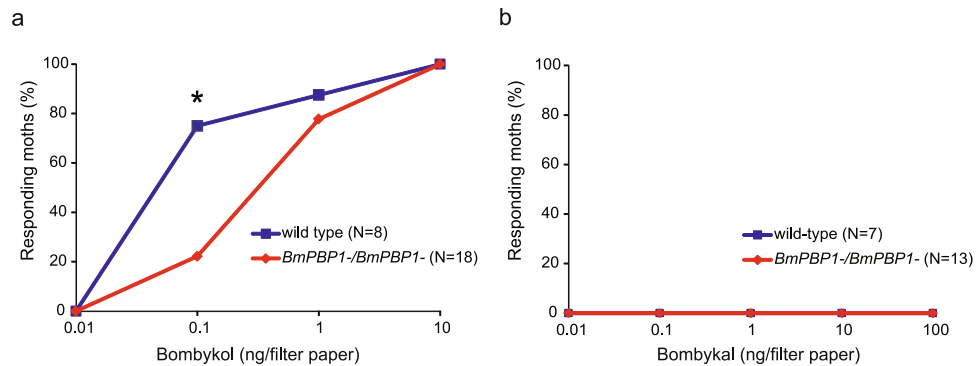 a
Responding moths (%)
100
80
60
40
20
0
*
wild type (N=8)
BmPBP1-/BmPBP1- (N=18)
0.01 0.1 1 10
Bombykol (ng/filter paper)
b
Responding moths (%)
100
80
60
40
20
0
wild-type (N=7)
BmPBP1-/BmPBP1- (N=13)
0.01 0.1 1 10 100
Bombykal (ng/filter paper)